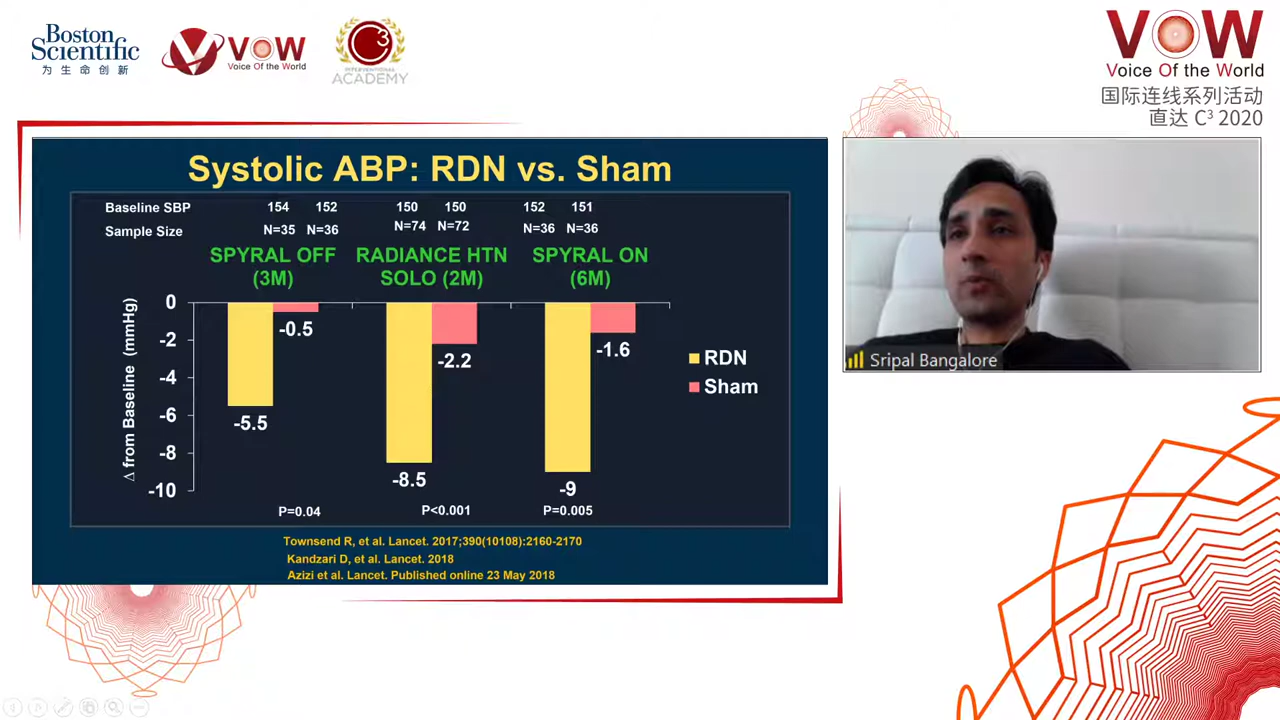 Boston
Scientific
为生命创新
VOW
Voice Of the World
C3
INTERVENTIONAL
ACADEMY
VOW
Voice Of the World
国际连线系列活动
直达 C³ 2020
Systolic ABP: RDN vs. Sham
Baseline SBP 154 152 150 150 152 151
Sample Size N=35 N=36 N=74 N=72 N=36 N=36
SPYRAL OFF
(3M)
RADIANCE HTN
SOLO (2M)
SPYRAL ON
(6M)
Δ from Baseline (mmHg)
0
-2
-4
-6
-8
-10
-0.5
-5.5
-2.2
-8.5
-1.6
-9
P=0.04 P<0.001 P=0.005
RDN
Sham
Townsend R, et al. Lancet. 2017;390(10108):2160-2170
Kandzari D, et al. Lancet. 2018
Azizi et al. Lancet. Published online 23 May 2018
Sripal Bangalore